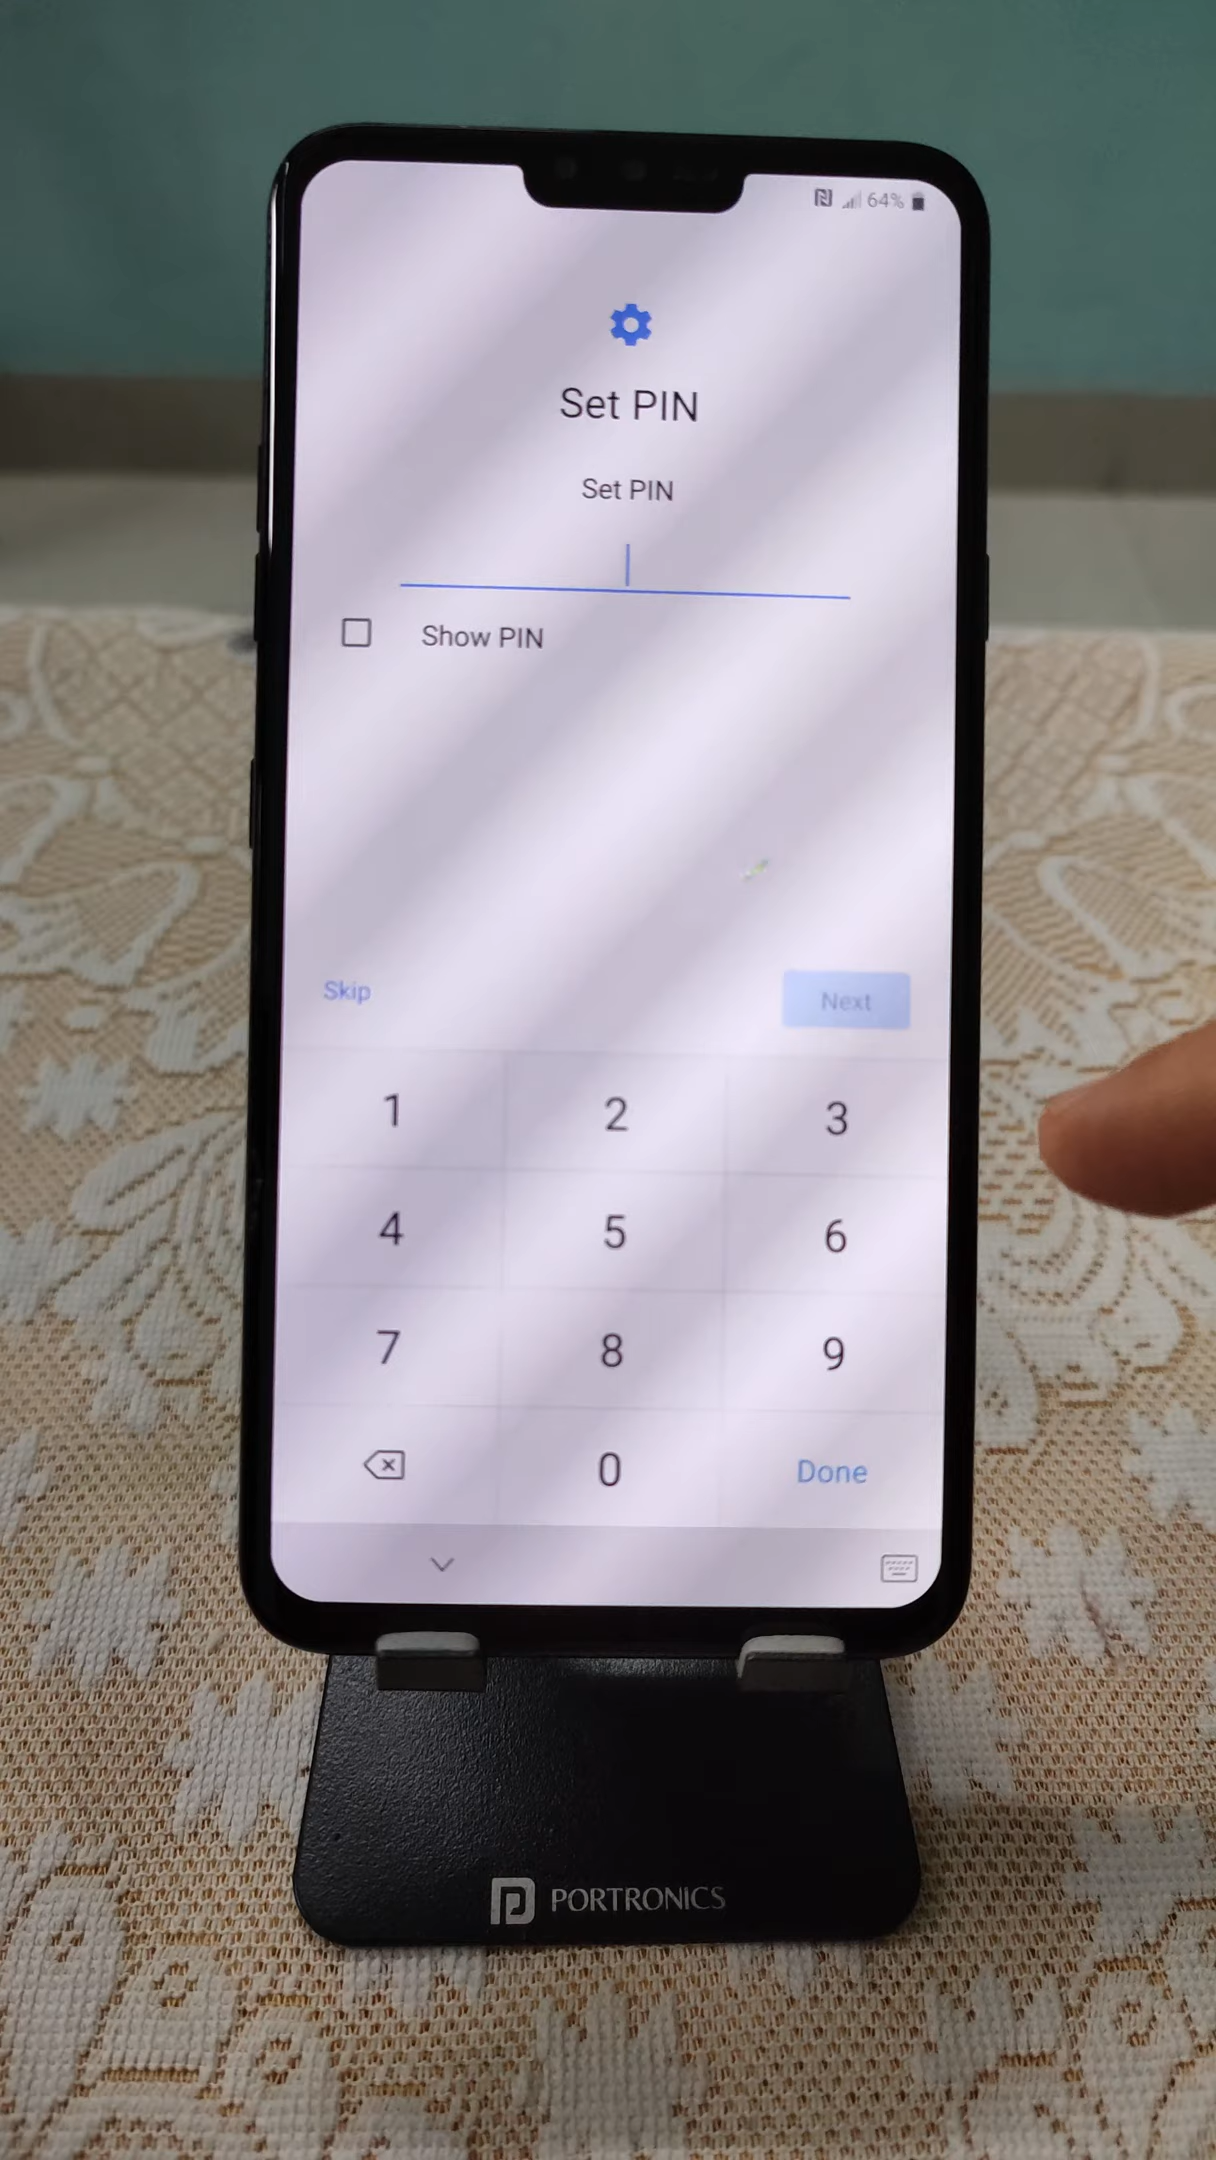 64%
Set PIN
Set PIN
Show PIN
Skip
Next
1 2 3
4 5 6
7 8 9
0 Done
PORTRONICS